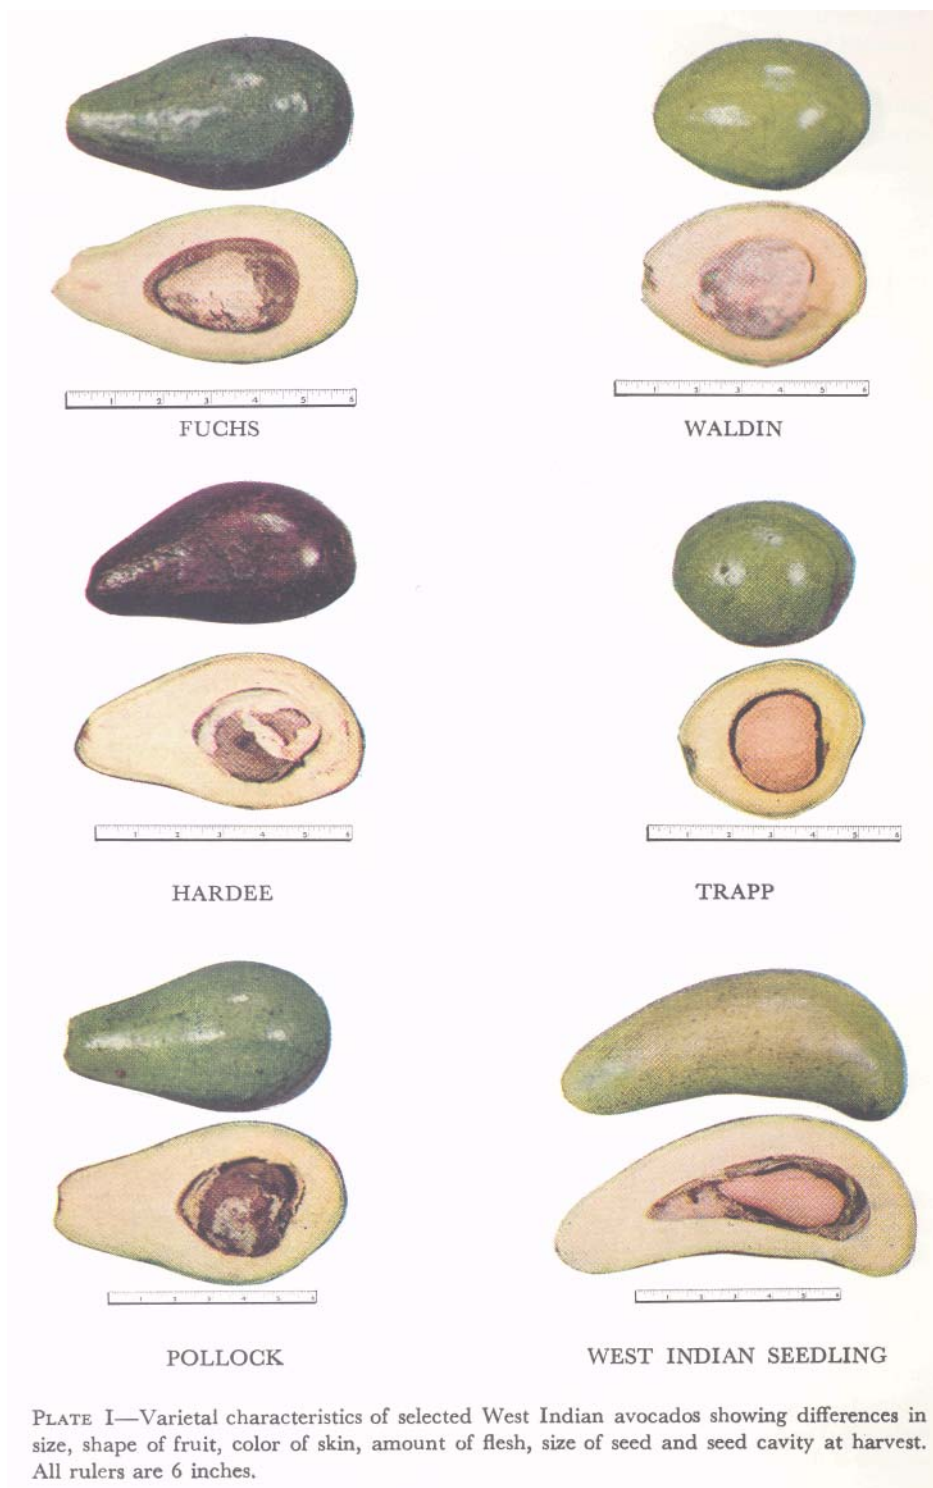 FUCHS
WALDIN
HARDEE
TRAPP
POLLOCK
WEST INDIAN SEEDLING
PLATE I—Varietal characteristics of selected West Indian avocados showing differences in
size, shape of fruit, color of skin, amount of flesh, size of seed and seed cavity at harvest.
All rulers are 6 inches.